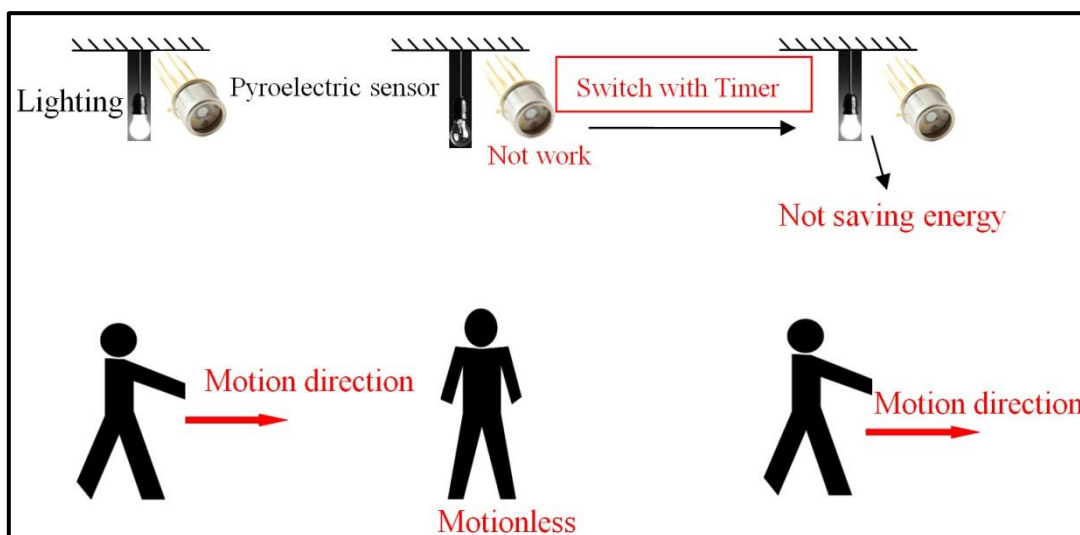 Lighting
Pyroelectric sensor
Not work
Switch with Timer
Not saving energy
Motion direction
Motionless
Motion direction